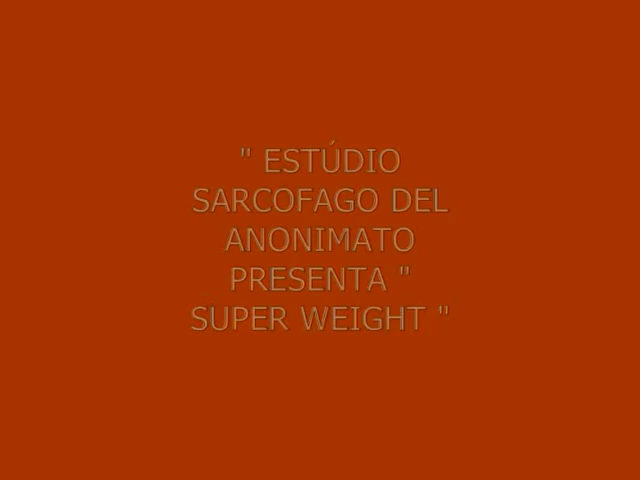 " ESTÚDIO
SARCOFAGO DEL
ANONIMATO
PRESENTA "
SUPER WEIGHT "